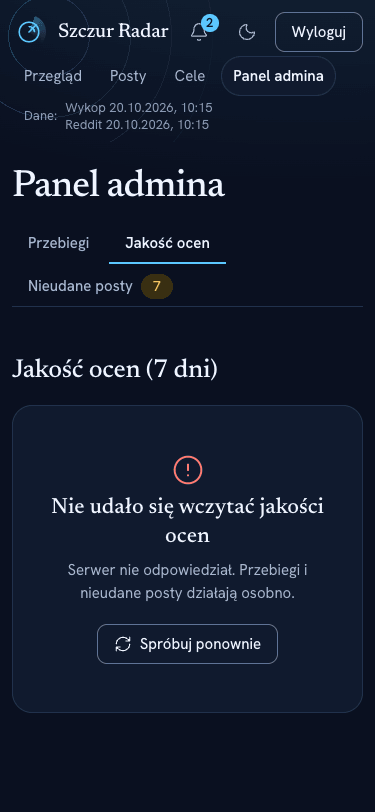 Szczur Radar
2
Wyloguj
Przegląd Posty Cele Panel admina
Dane: Wykop 20.10.2026, 10:15
Reddit 20.10.2026, 10:15
Panel admina
Przebiegi Jakość ocen
Nieudane posty 7
Jakość ocen (7 dni)
Nie udało się wczytać jakości
ocen
Serwer nie odpowiedział. Przebiegi i
nieudane posty działają osobno.
Spróbuj ponownie